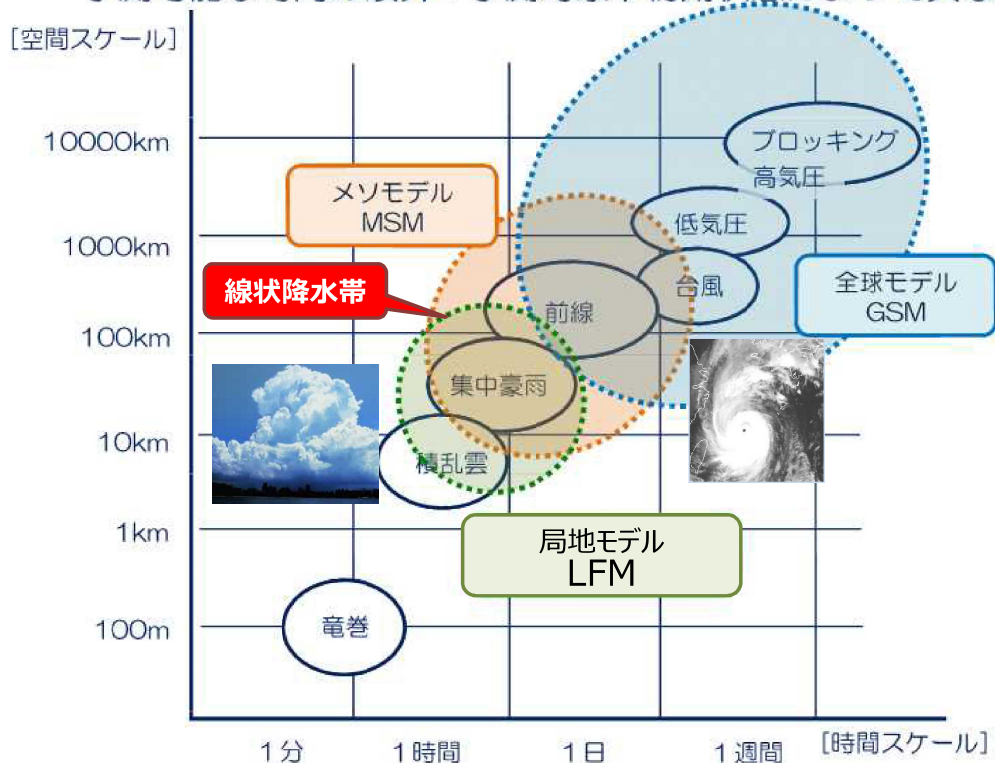 [空間スケール]
10000km
ブロッキング
高気圧
メソモデル
MSM
低気圧
1000km
線状降水帯
台風
全球モデル
GSM
前線
100km
集中豪雨
10km
積乱雲
1km
局地モデル
LFM
竜巻
100m
1分
1時間
1日
1週間
[時間スケール]